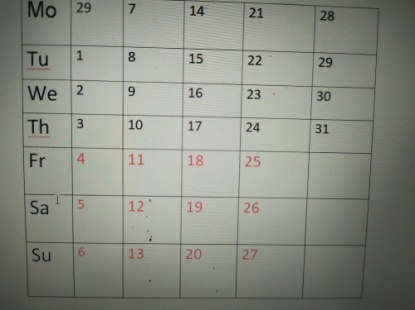 Mo 29 7 14 21 28
Tu 1 8 15 22 29
We 2 9 16 23 30
Th 3 10 17 24 31
Fr 4 11 18 25
Sa 5 12 19 26
Su 6 13 20 27